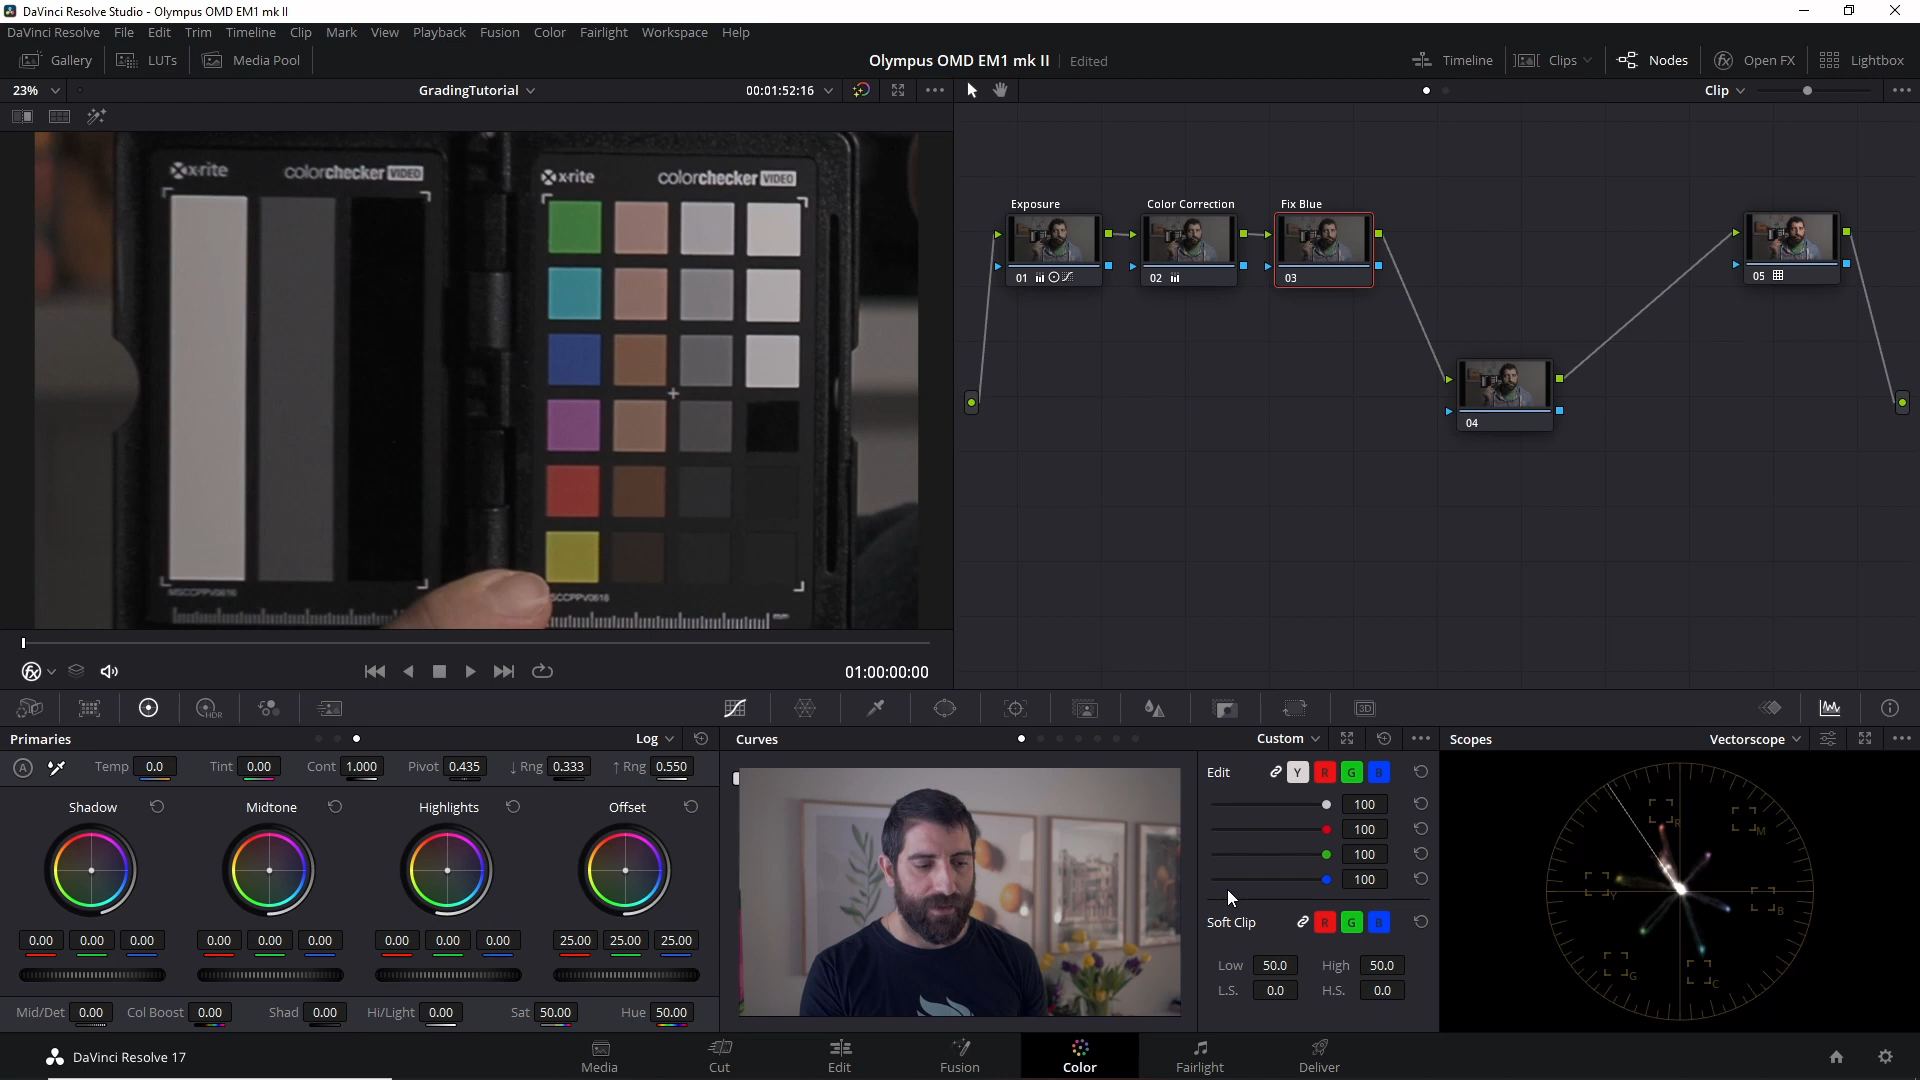 DaVinci Resolve Studio - Olympus OMD EM1 mk II
DaVinci Resolve File Edit Trim Timeline Clip Mark View Playback Fusion Color Fairlight Workspace Help
Gallery LUTs Media Pool Olympus OMD EM1 mk II Edited Timeline Clips Nodes Open FX Lightbox
23% GradingTutorial 00:01:52:16 Clip
x-rite colorchecker VIDEO
x-rite colorchecker VIDEO
MSCCPPV0616
SCCPPV0616
Exposure Color Correction Fix Blue
01 02 03 05
04
01:00:00:00
HDR 3D
Primaries Log Curves Custom Scopes Vectorscope
A Temp 0.0 Tint 0.00 Cont 1.000 Pivot 0.435 ↓ Rng 0.333 ↑ Rng 0.550
Shadow Midtone Highlights Offset
0.00 0.00 0.00 0.00 0.00 0.00 0.00 0.00 0.00 25.00 25.00 25.00
Mid/Det 0.00 Col Boost 0.00 Shad 0.00 Hi/Light 0.00 Sat 50.00 Hue 50.00
Edit Y R G B
100
100
100
100
Soft Clip R G B
Low 50.0 High 50.0
L.S. 0.0 H.S. 0.0
R M
Y B
G C
DaVinci Resolve 17 Media Cut Edit Fusion Color Fairlight Deliver